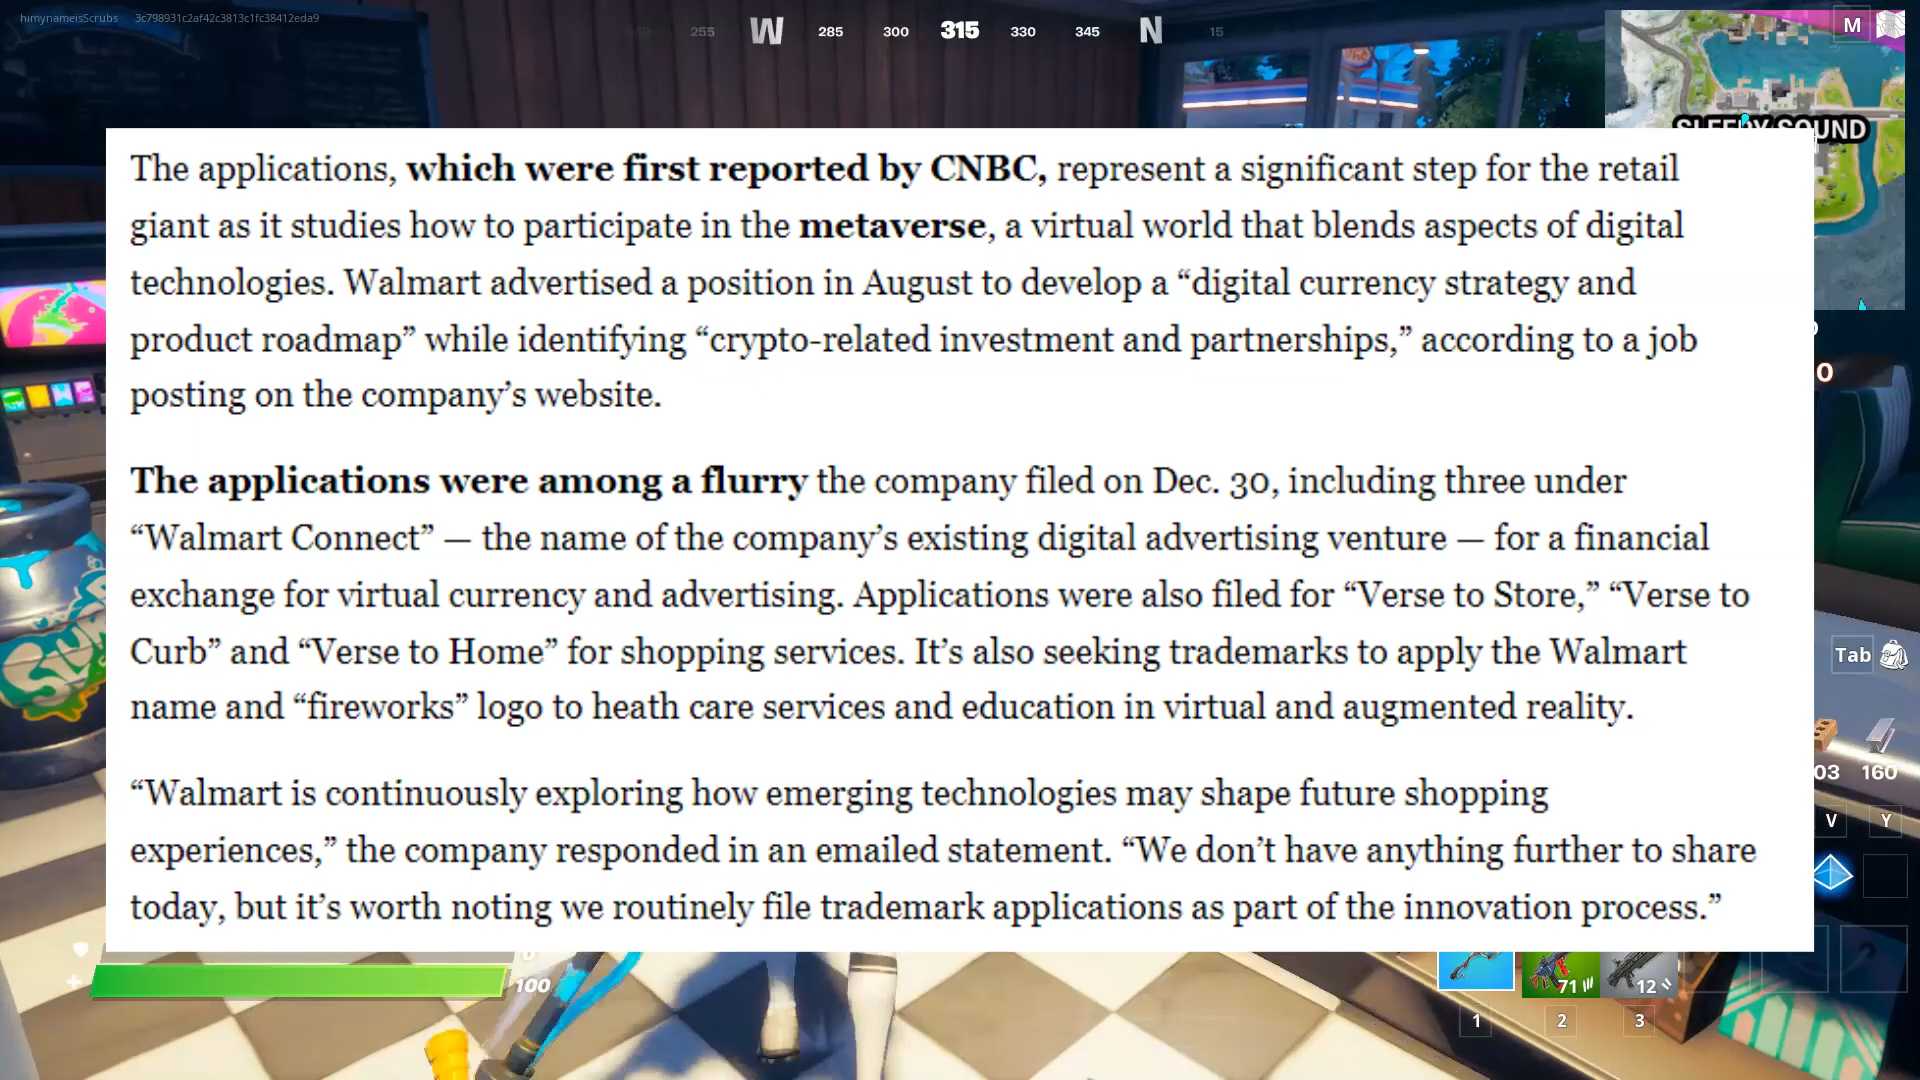 himynameisScrubs 3c798931c2af42c3813c1fc38412eda9
255 W 285 300 315 330 345 N 15
M
SLEEPY SOUND
The applications, which were first reported by CNBC, represent a significant step for the retail
giant as it studies how to participate in the metaverse, a virtual world that blends aspects of digital
technologies. Walmart advertised a position in August to develop a “digital currency strategy and
product roadmap” while identifying “crypto-related investment and partnerships,” according to a job
posting on the company’s website.
The applications were among a flurry the company filed on Dec. 30, including three under
“Walmart Connect” — the name of the company’s existing digital advertising venture — for a financial
exchange for virtual currency and advertising. Applications were also filed for “Verse to Store,” “Verse to
Curb” and “Verse to Home” for shopping services. It’s also seeking trademarks to apply the Walmart
name and “fireworks” logo to heath care services and education in virtual and augmented reality.
“Walmart is continuously exploring how emerging technologies may shape future shopping
experiences,” the company responded in an emailed statement. “We don’t have anything further to share
today, but it’s worth noting we routinely file trademark applications as part of the innovation process.”
0
Tab
03 160
V Y
100
71 12
1 2 3